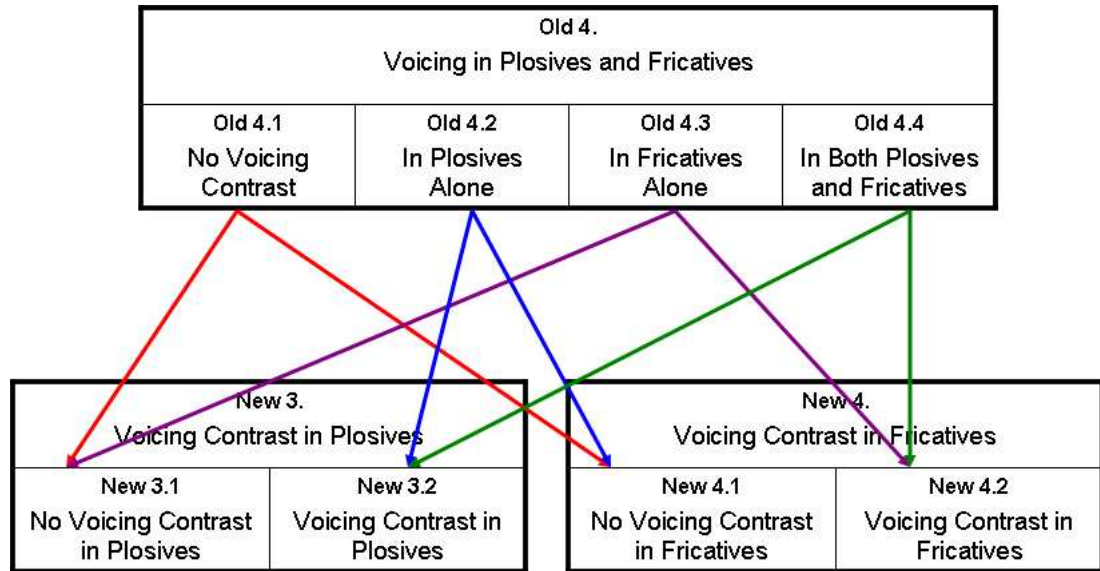 Old 4.
Voicing in Plosives and Fricatives
Old 4.1
No Voicing
Contrast
Old 4.2
In Plosives
Alone
Old 4.3
In Fricatives
Alone
Old 4.4
In Both Plosives
and Fricatives
New 3.
Voicing Contrast in Plosives
New 3.1
No Voicing Contrast
in Plosives
New 3.2
Voicing Contrast in
Plosives
New 4.
Voicing Contrast in Fricatives
New 4.1
No Voicing Contrast
in Fricatives
New 4.2
Voicing Contrast in
Fricatives